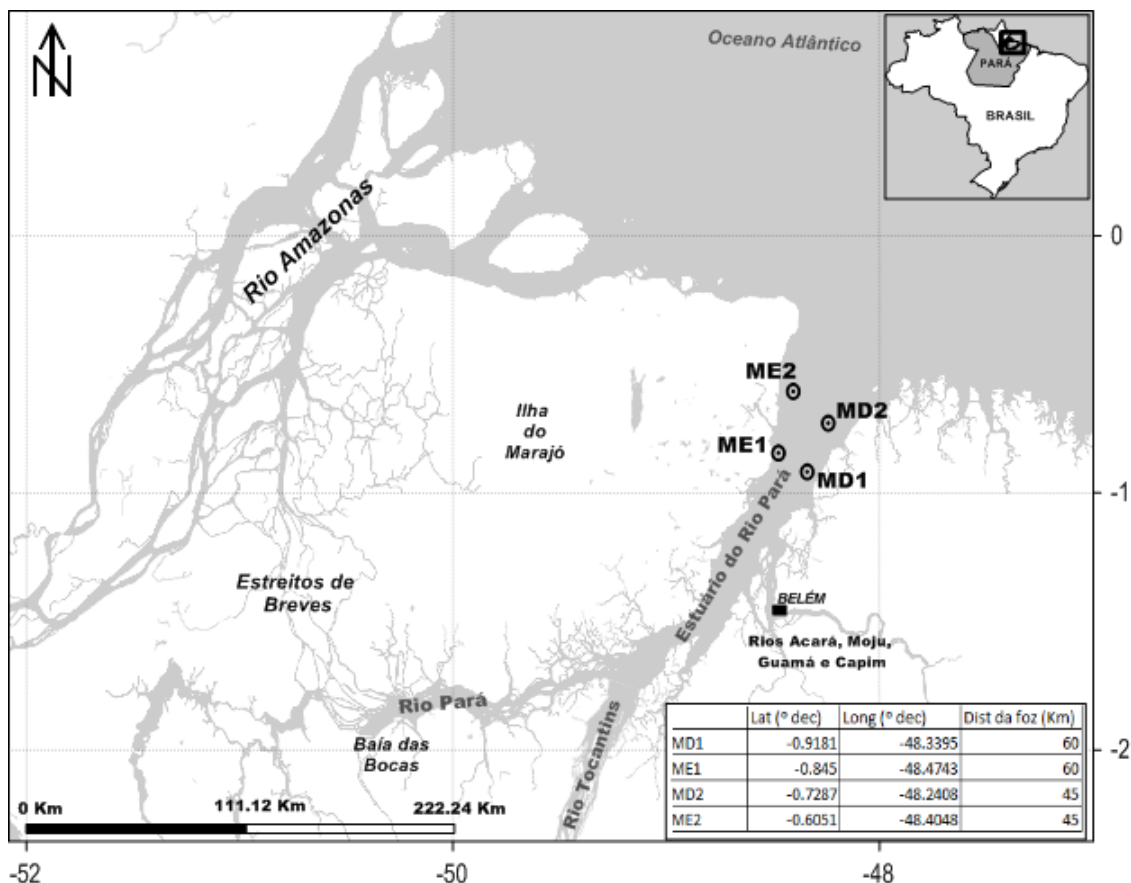 N
Oceano Atlântico
PARÁ
BRASIL
Rio Amazonas
0
ME2
MD2
Ilha
do
Marajó
ME1
MD1
-1
Estuário do Rio Pará
Estreitos de
Breves
BELÉM
Rios Acará, Moju,
Guamá e Capim
Rio Pará
Baía das
Bocas
Rio Tocantins
Lat (º dec) Long (º dec) Dist da foz (Km)
MD1 -0.9181 -48.3395 60
ME1 -0.845 -48.4743 60
MD2 -0.7287 -48.2408 45
ME2 -0.6051 -48.4048 45
-2
0 Km 111.12 Km 222.24 Km
-52 -50 -48